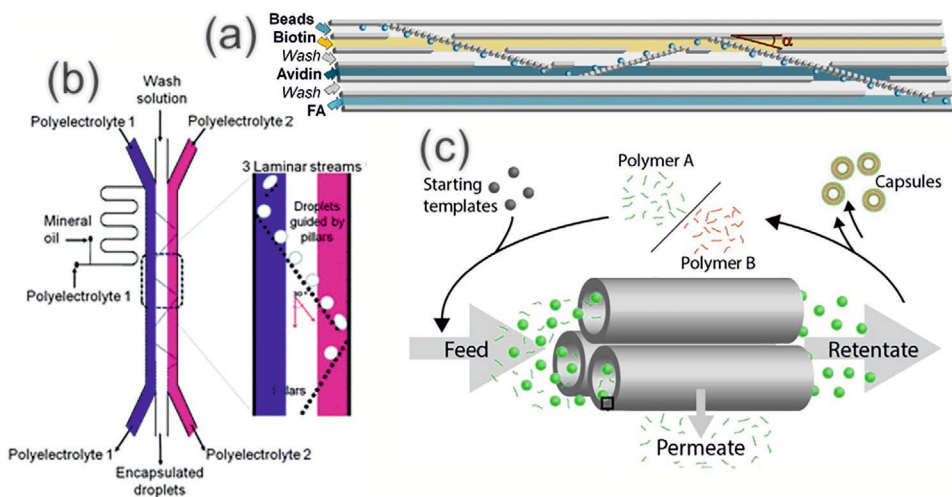 (a)
Beads
Biotin
Wash
Avidin
Wash
FA
α
(b)
Wash
solution
Polyelectrolyte 1
Polyelectrolyte 2
3 Laminar streams
Droplets
guided by
pillars
Mineral
oil
Polyelectrolyte 1
Polyelectrolyte 1
Polyelectrolyte 2
Encapsulated
droplets
(c)
Starting
templates
Polymer A
Polymer B
Capsules
Feed
Retentate
Permeate